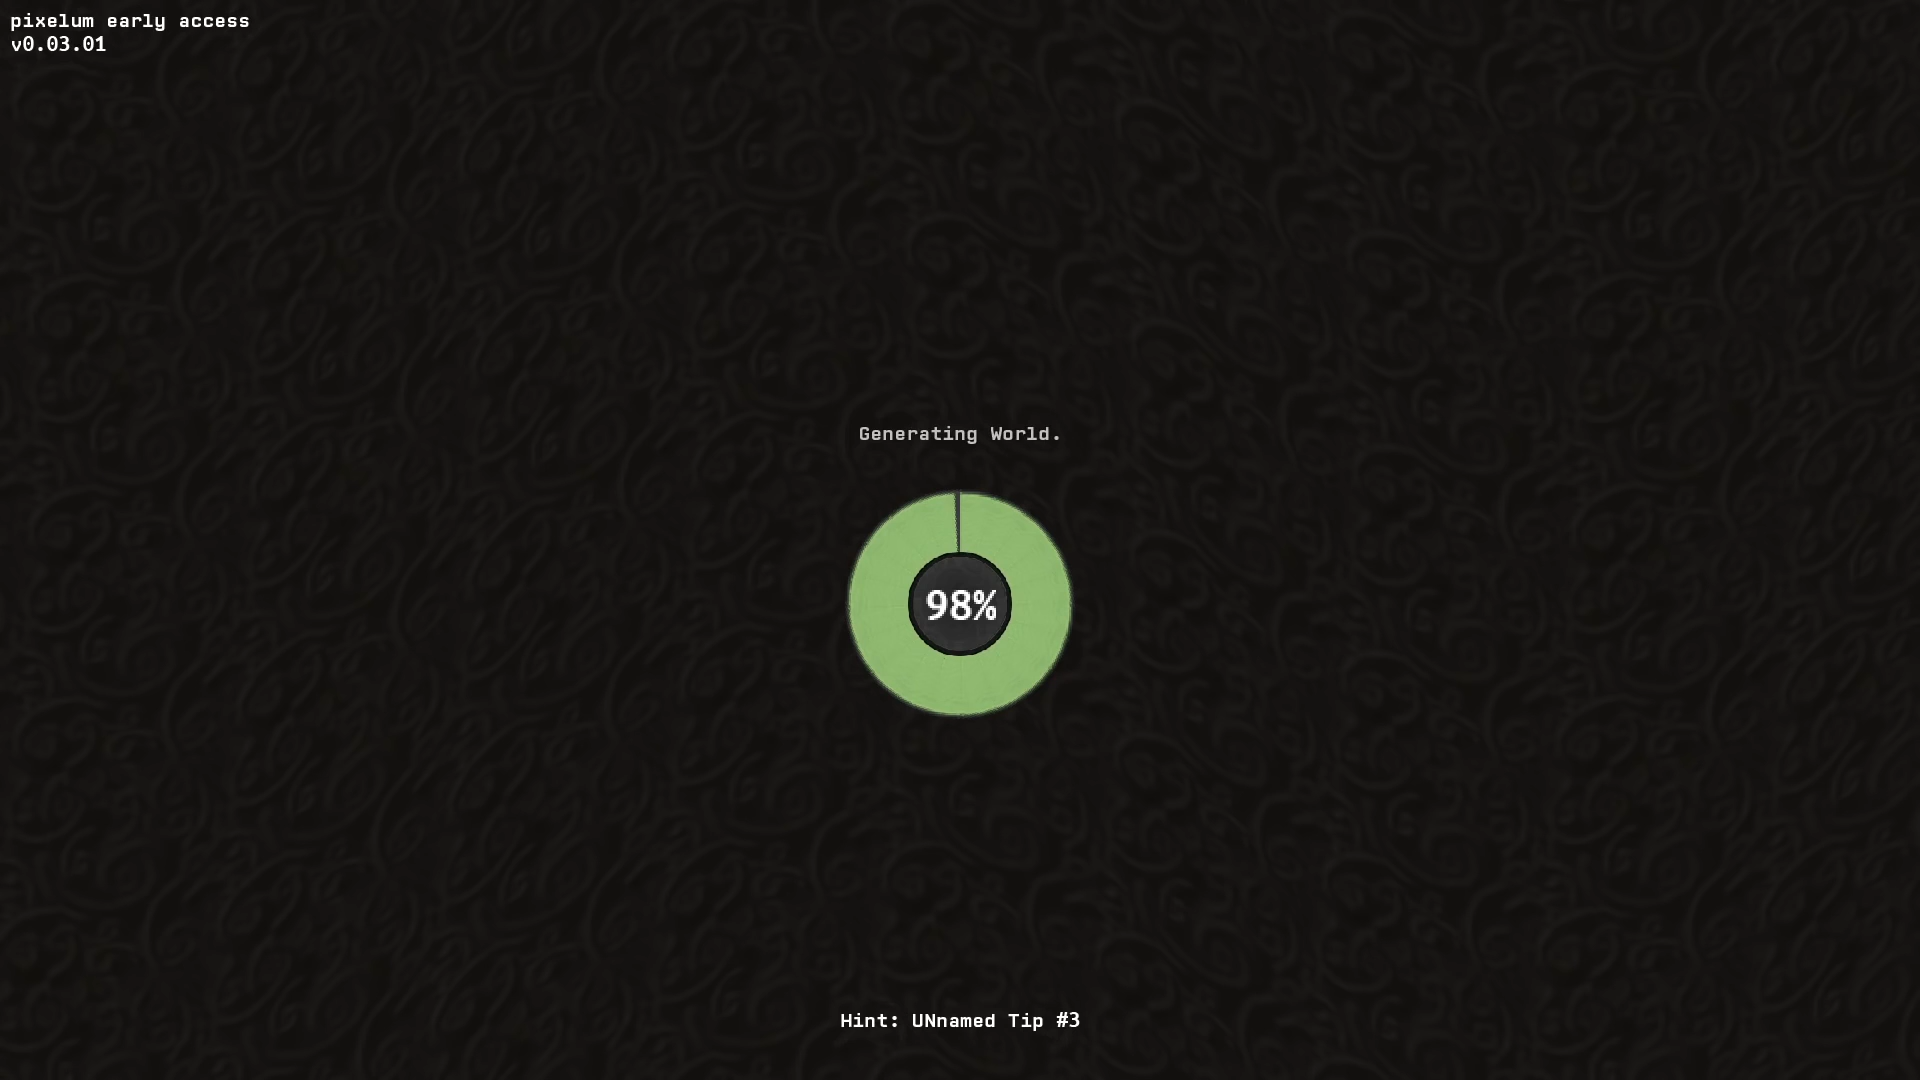 pixelum early access
v0.03.01
Generating World.
98%
Hint: UNnamed Tip #3